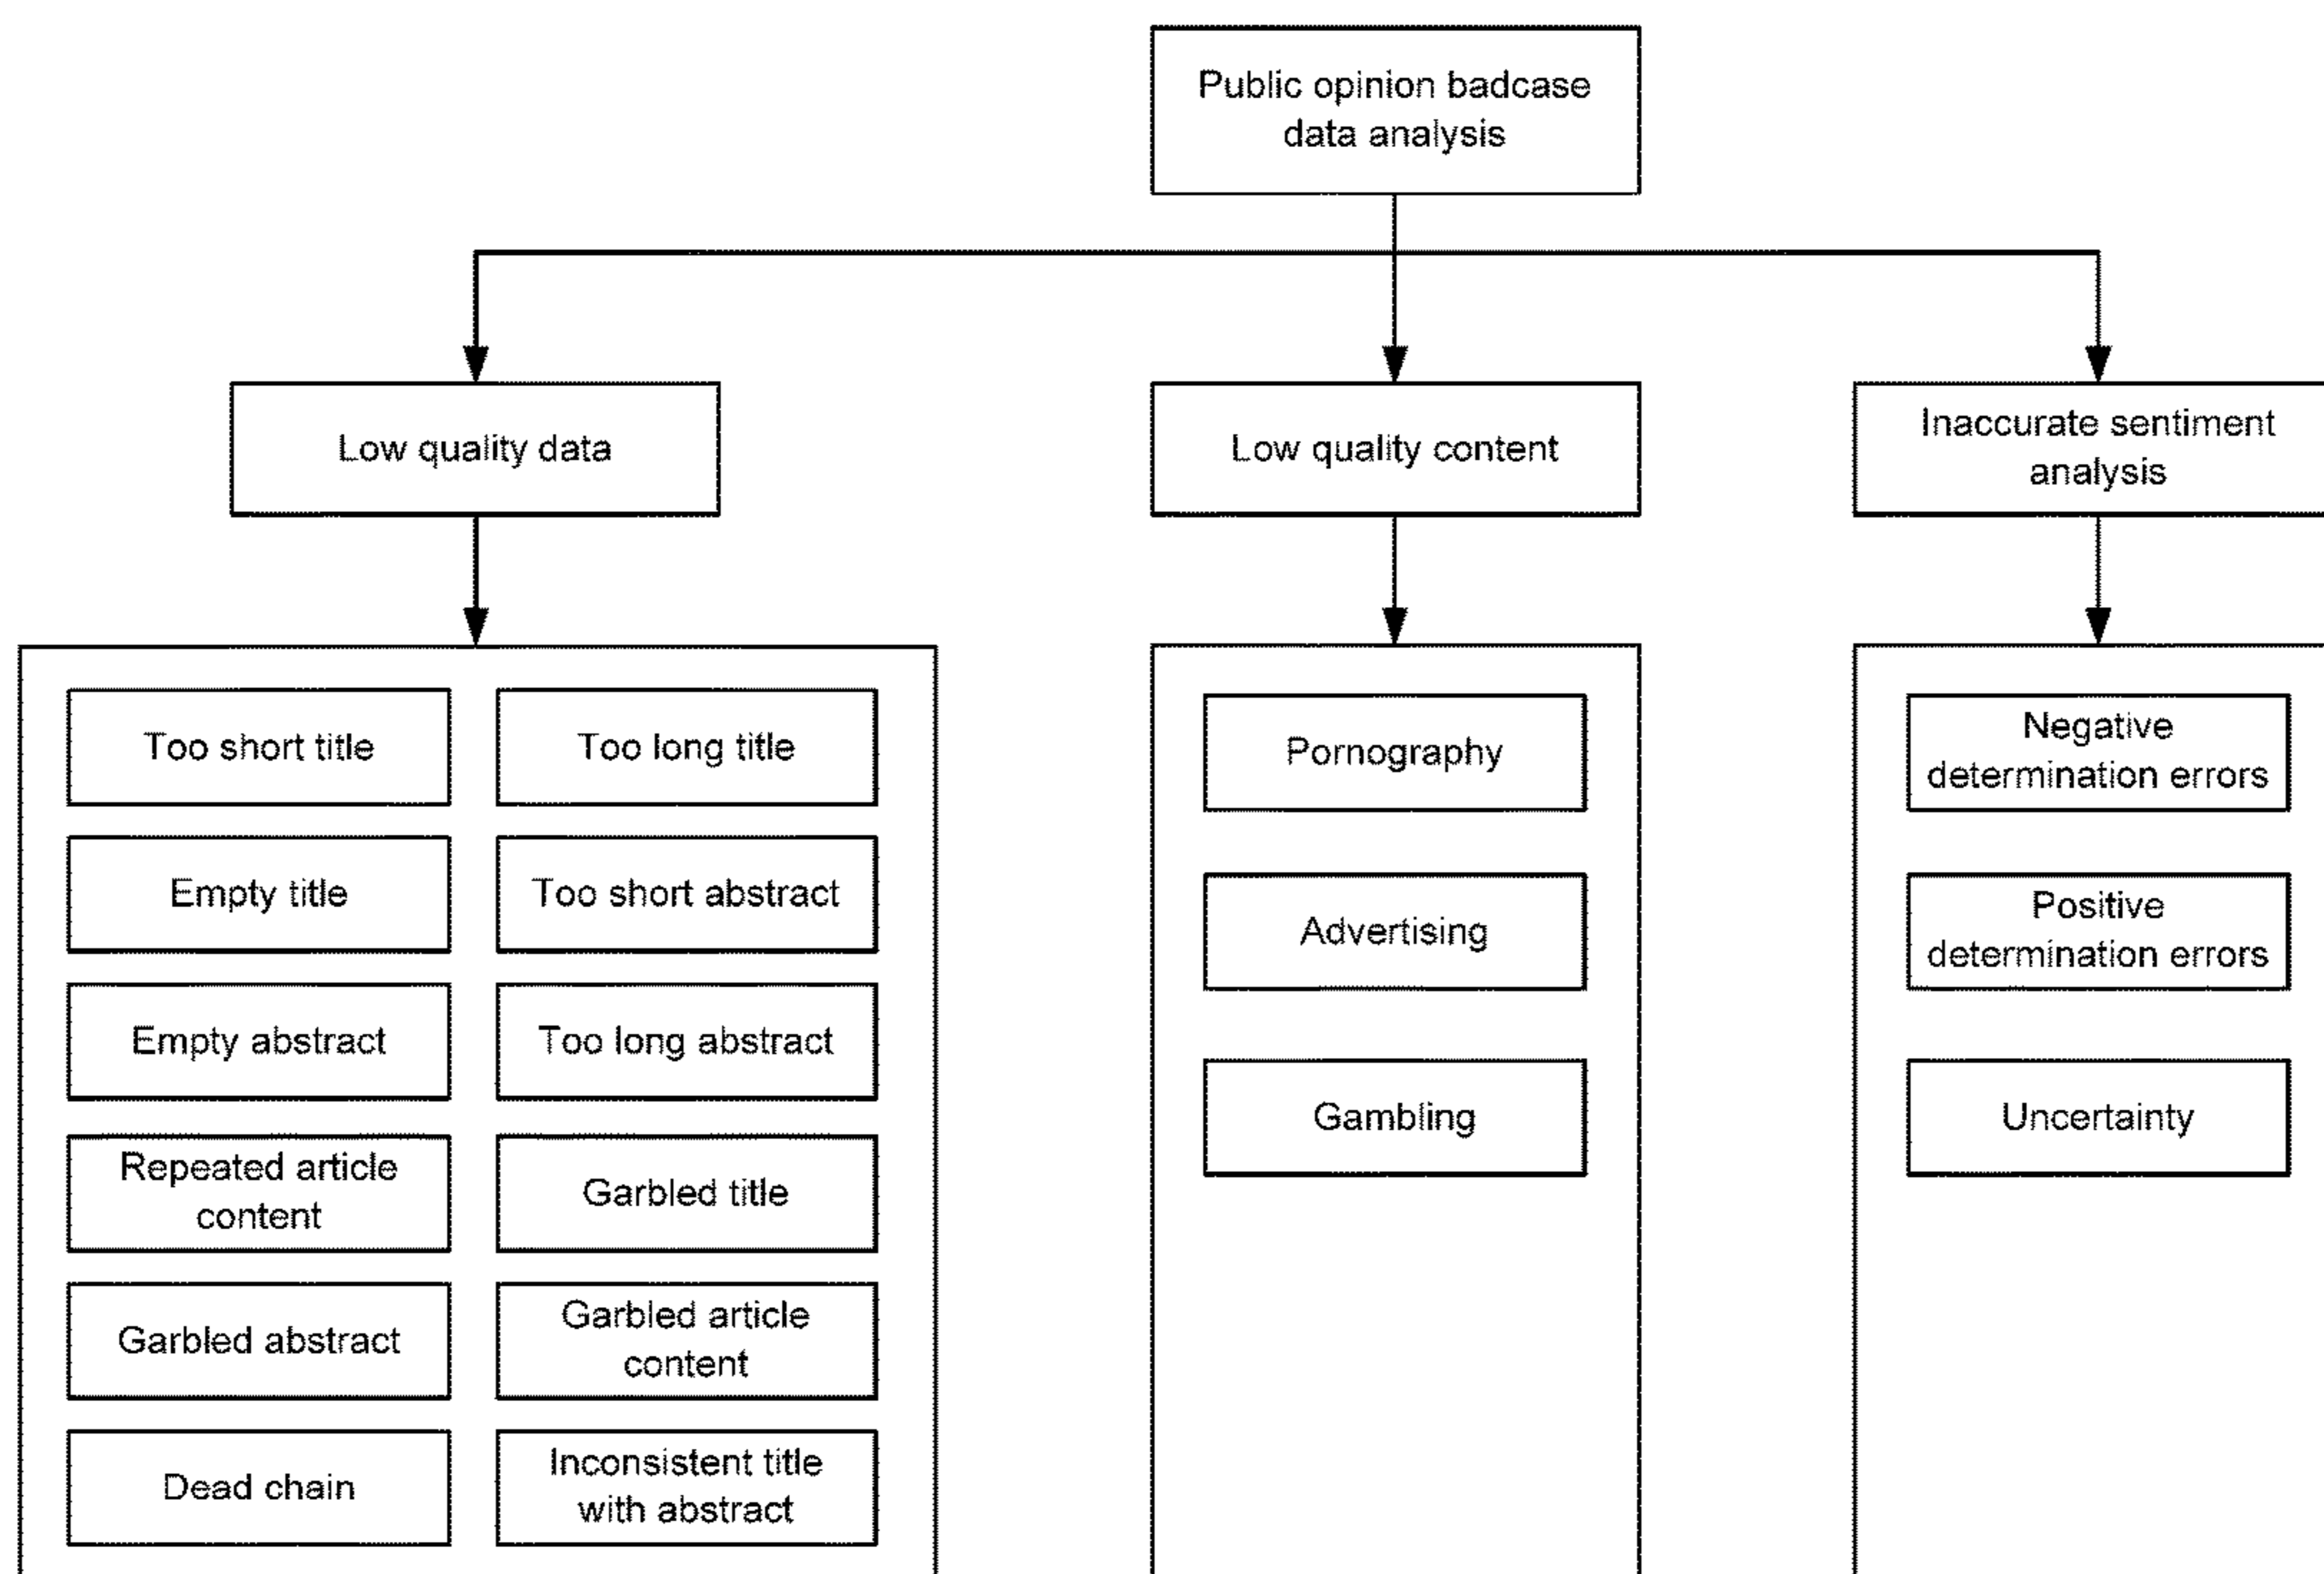 Public opinion badcase
data analysis
Low quality data
Low quality content
Inaccurate sentiment
analysis
Too short title
Too long title
Empty title
Too short abstract
Empty abstract
Too long abstract
Repeated article
content
Garbled title
Garbled abstract
Garbled article
content
Dead chain
Inconsistent title
with abstract
Pornography
Advertising
Gambling
Negative
determination errors
Positive
determination errors
Uncertainty